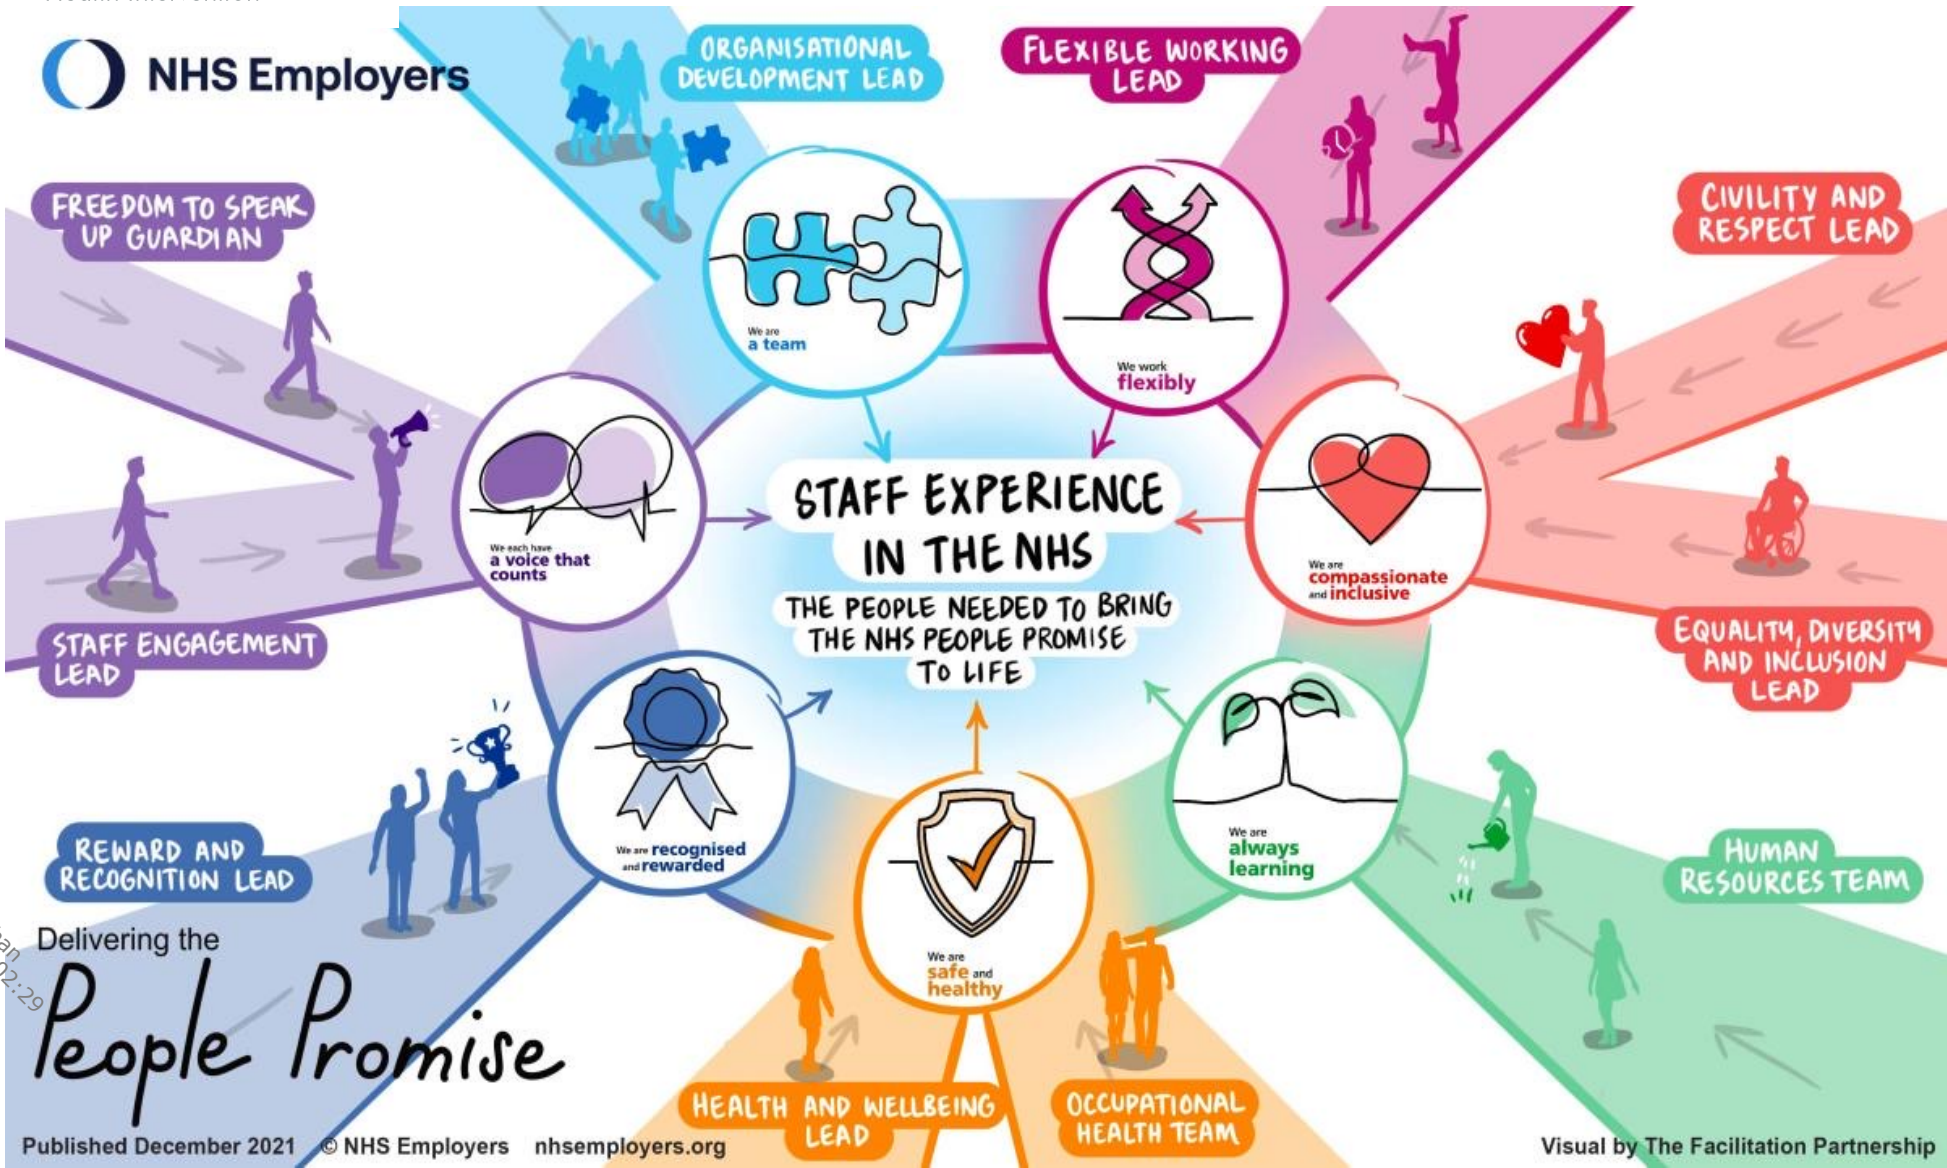 NHS Employers
ORGANISATIONAL
DEVELOPMENT LEAD
FLEXIBLE WORKING
LEAD
FREEDOM TO SPEAK
UP GUARDIAN
CIVILITY AND
RESPECT LEAD
We are
a team
We work
flexibly
We each have
a voice that
counts
STAFF EXPERIENCE
IN THE NHS
THE PEOPLE NEEDED TO BRING
THE NHS PEOPLE PROMISE
TO LIFE
We are
compassionate
and inclusive
STAFF ENGAGEMENT
LEAD
EQUALITY, DIVERSITY
AND INCLUSION
LEAD
We are recognised
and rewarded
We are
always
learning
REWARD AND
RECOGNITION LEAD
HUMAN
RESOURCES TEAM
We are
safe and
healthy
Delivering the
People Promise
HEALTH AND WELLBEING
LEAD
OCCUPATIONAL
HEALTH TEAM
Published December 2021 © NHS Employers nhsemployers.org
Visual by The Facilitation Partnership